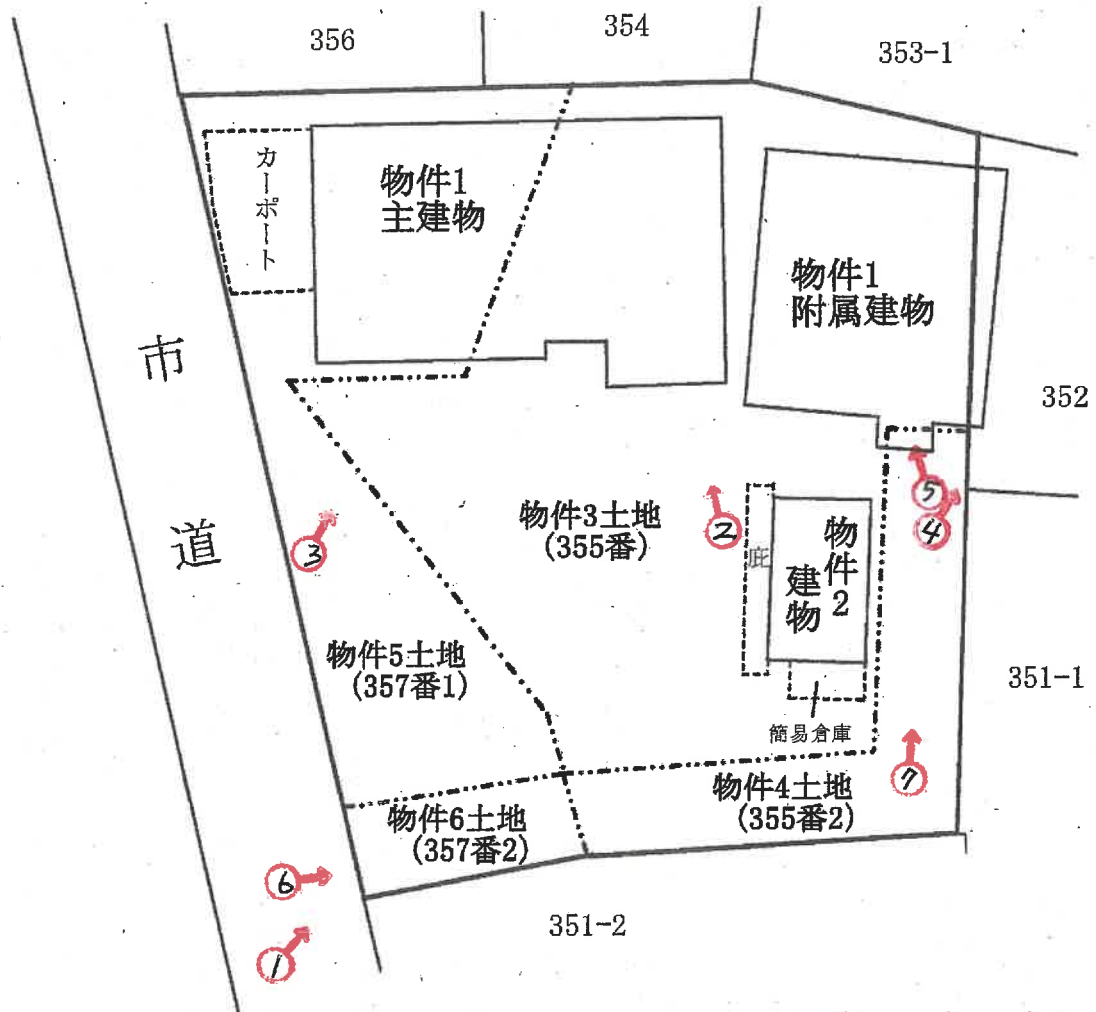 356
354
353-1
カーポート
物件1
主建物
物件1
附属建物
市道
352
物件3土地
(355番)
庇
物件2
建物
⑤
④
②
③
物件5土地
(357番1)
351-1
簡易倉庫
⑦
物件4土地
(355番2)
物件6土地
(357番2)
⑥
①
351-2